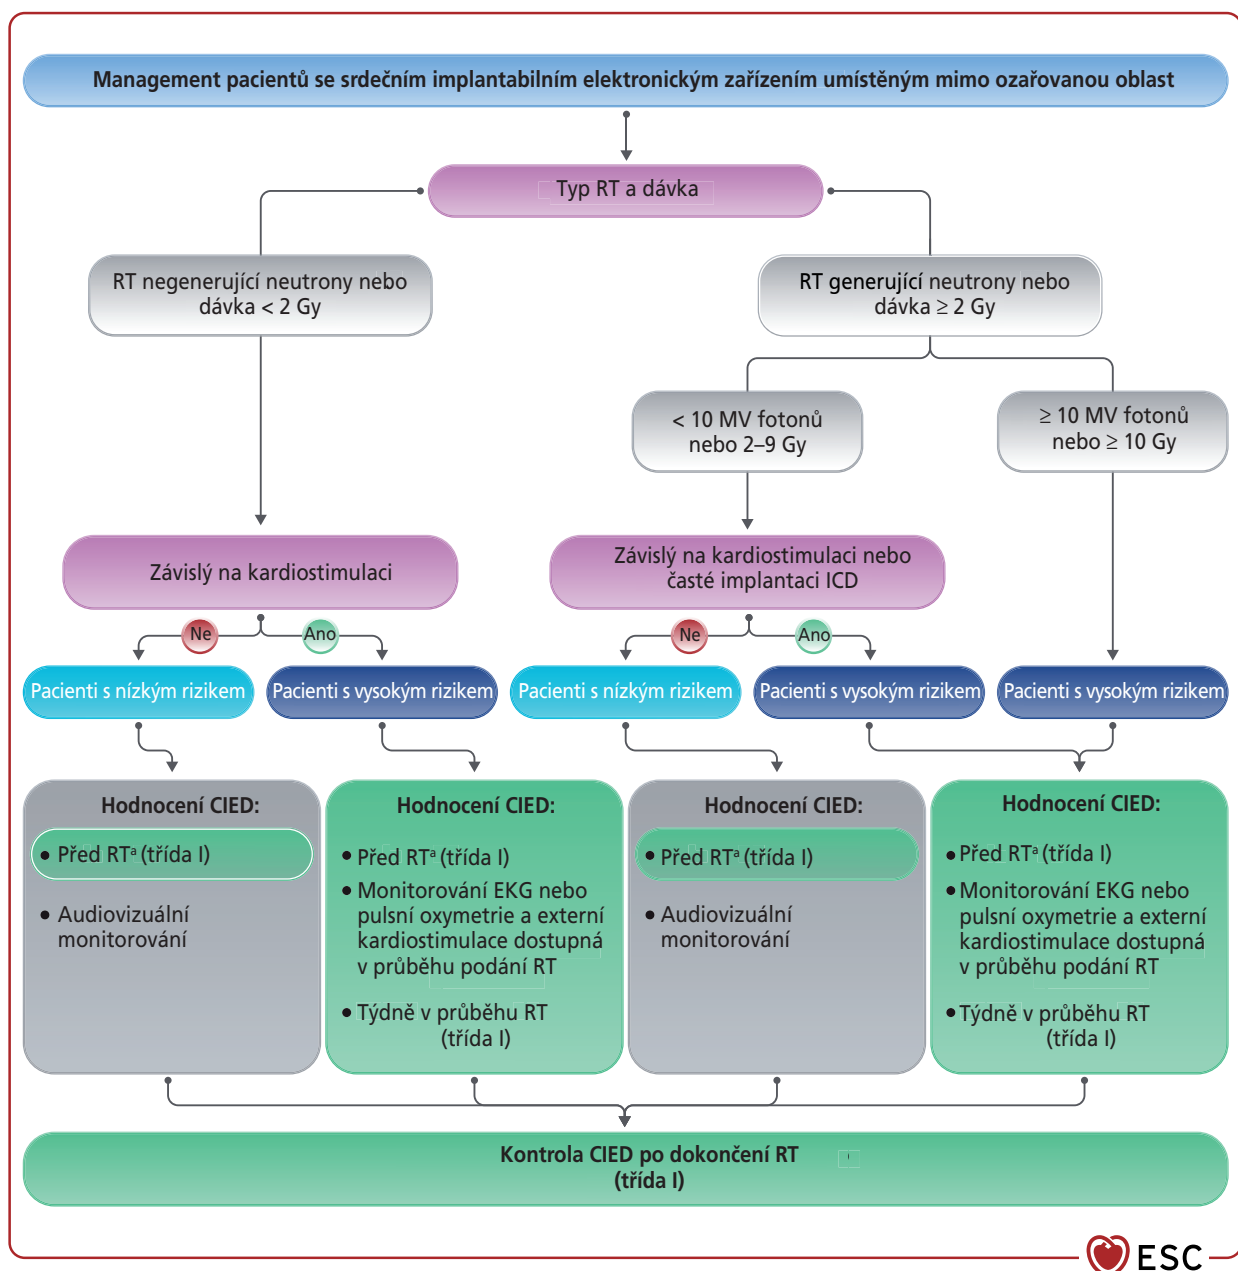 Management pacientů se srdečním implantabilním elektronickým zařízením umístěným mimo ozařovanou oblast
Typ RT a dávka
RT negenerující neutrony nebo
dávka < 2 Gy
RT generující neutrony nebo
dávka ≥ 2 Gy
< 10 MV fotonů
nebo 2–9 Gy
≥ 10 MV fotonů
nebo ≥ 10 Gy
Závislý na kardiostimulaci
Závislý na kardiostimulaci nebo
časté implantaci ICD
Ne
Ano
Ne
Ano
Pacienti s nízkým rizikem
Pacienti s vysokým rizikem
Pacienti s nízkým rizikem
Pacienti s vysokým rizikem
Pacienti s vysokým rizikem
Hodnocení CIED:
• Před RTᵃ (třída I)
• Audiovizuální
monitorování
Hodnocení CIED:
• Před RTᵃ (třída I)
• Monitorování EKG nebo
pulsní oxymetrie a externí
kardiostimulace dostupná
v průběhu podání RT
• Týdně v průběhu RT
(třída I)
Hodnocení CIED:
• Před RTᵃ (třída I)
• Audiovizuální
monitorování
Hodnocení CIED:
• Před RTᵃ (třída I)
• Monitorování EKG nebo
pulsní oxymetrie a externí
kardiostimulace dostupná
v průběhu podání RT
• Týdně v průběhu RT
(třída I)
Kontrola CIED po dokončení RT
(třída I)
ESC